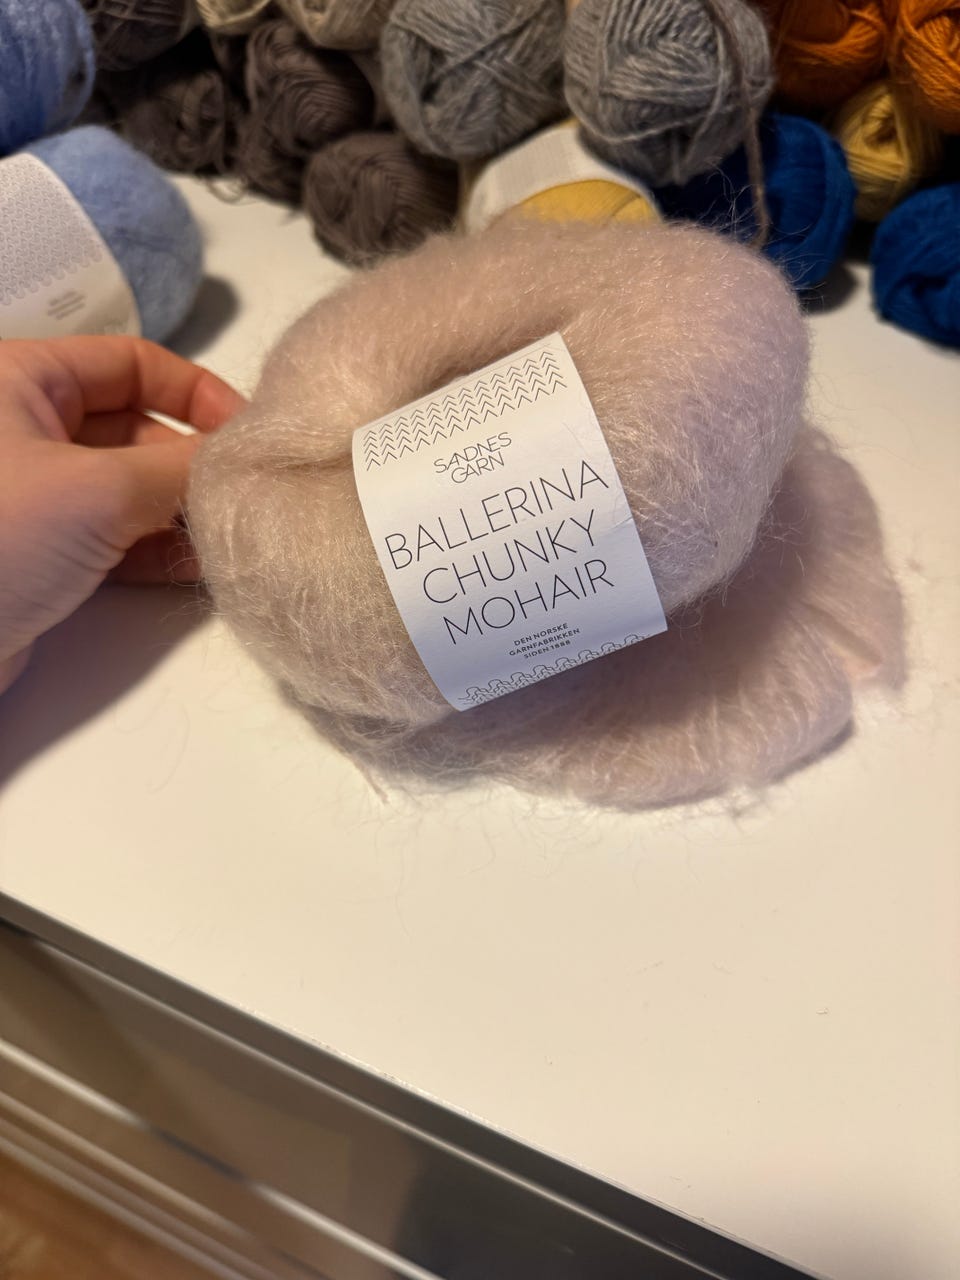 SANDNES
GARN
BALLERINA
CHUNKY
MOHAIR
DEN NORSKE
GARNFABRIKKEN
SIDEN 1888